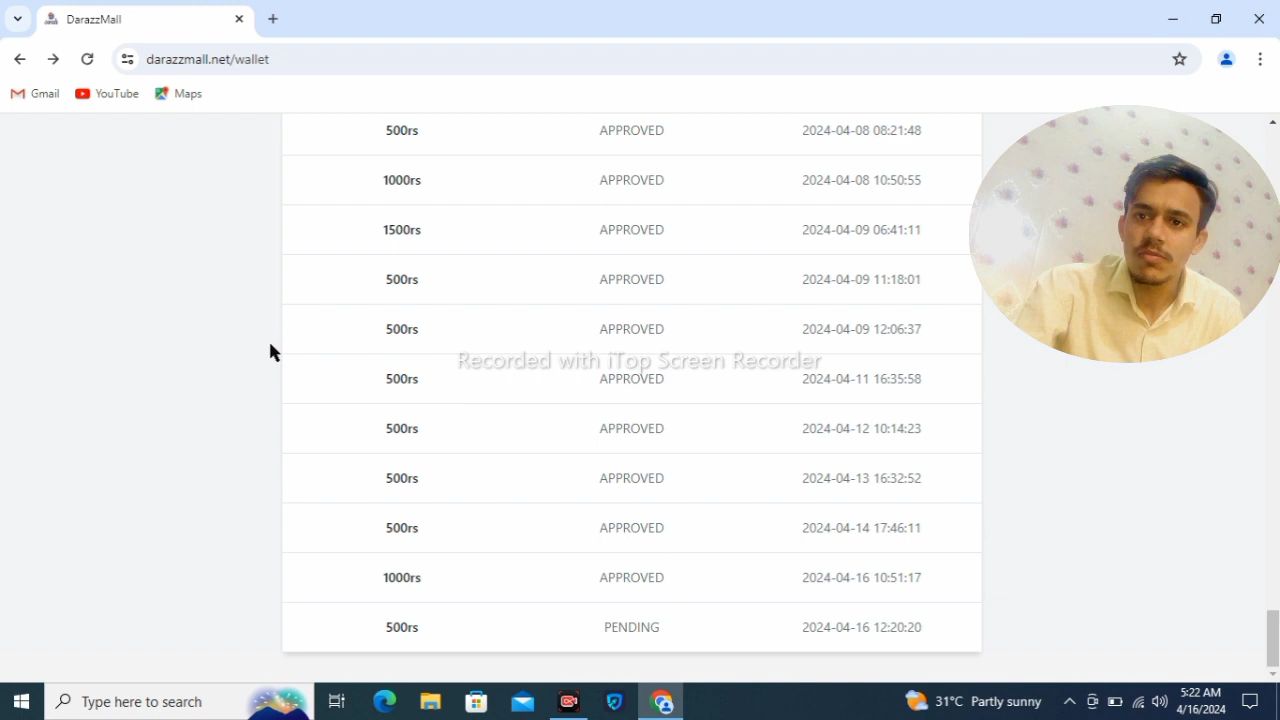 DarazzMall
darazzmall.net/wallet
Gmail YouTube Maps
500rs APPROVED 2024-04-08 08:21:48
1000rs APPROVED 2024-04-08 10:50:55
1500rs APPROVED 2024-04-09 06:41:11
500rs APPROVED 2024-04-09 11:18:01
500rs APPROVED 2024-04-09 12:06:37
Recorded with iTop Screen Recorder
500rs APPROVED 2024-04-11 16:35:58
500rs APPROVED 2024-04-12 10:14:23
500rs APPROVED 2024-04-13 16:32:52
500rs APPROVED 2024-04-14 17:46:11
1000rs APPROVED 2024-04-16 10:51:17
500rs PENDING 2024-04-16 12:20:20
Type here to search 31°C Partly sunny 5:22 AM
4/16/2024